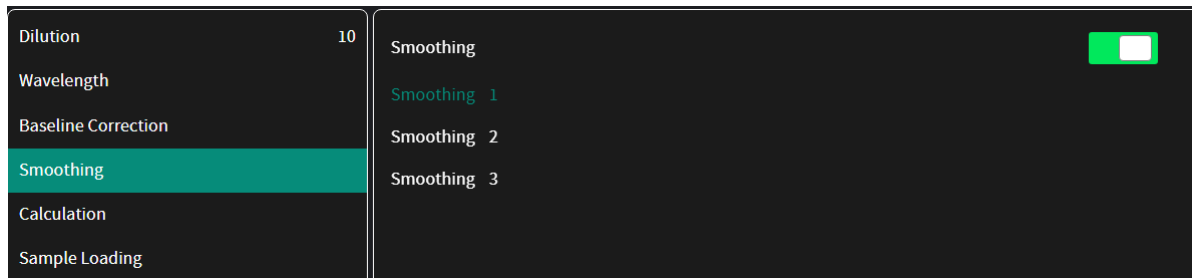 Dilution 10
Wavelength
Baseline Correction
Smoothing
Calculation
Sample Loading
Smoothing
Smoothing 1
Smoothing 2
Smoothing 3